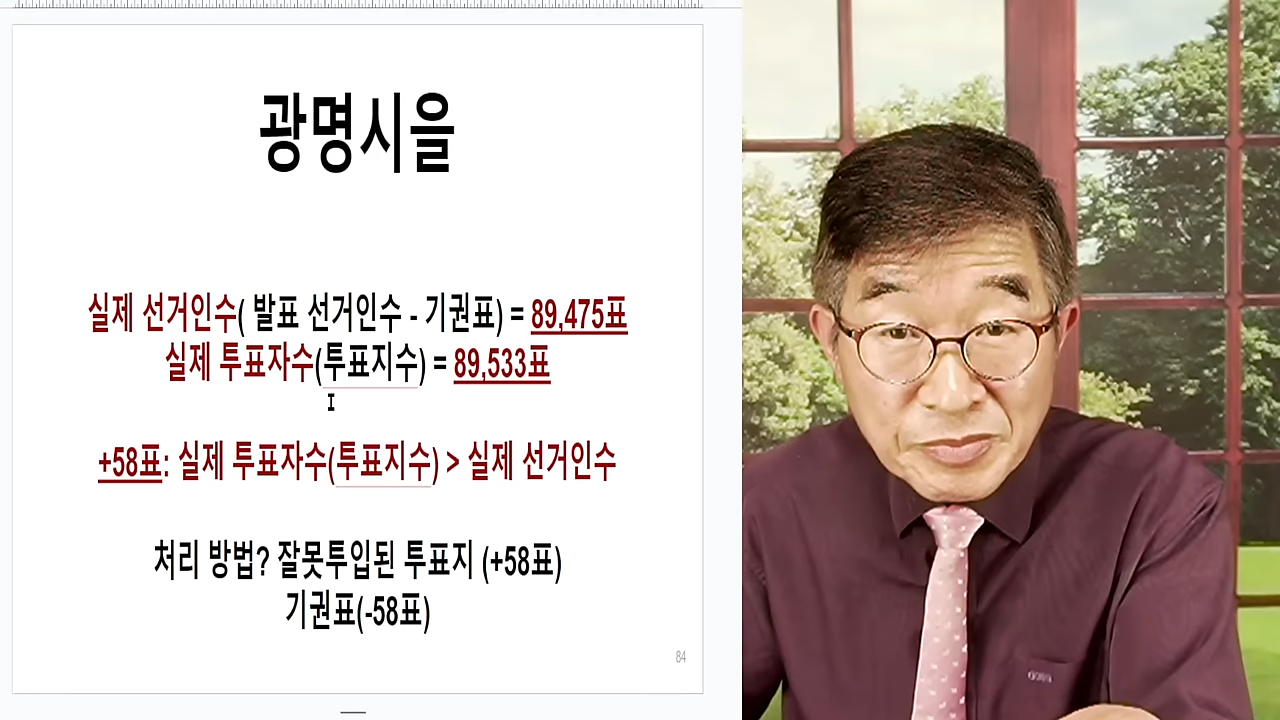 광명시을
실제 선거인수( 발표 선거인수 - 기권표) = 89,475표
실제 투표자수(투표지수) = 89,533표
+58표: 실제 투표자수(투표지수) > 실제 선거인수
처리 방법? 잘못투입된 투표지 (+58표)
기권표(-58표)
84